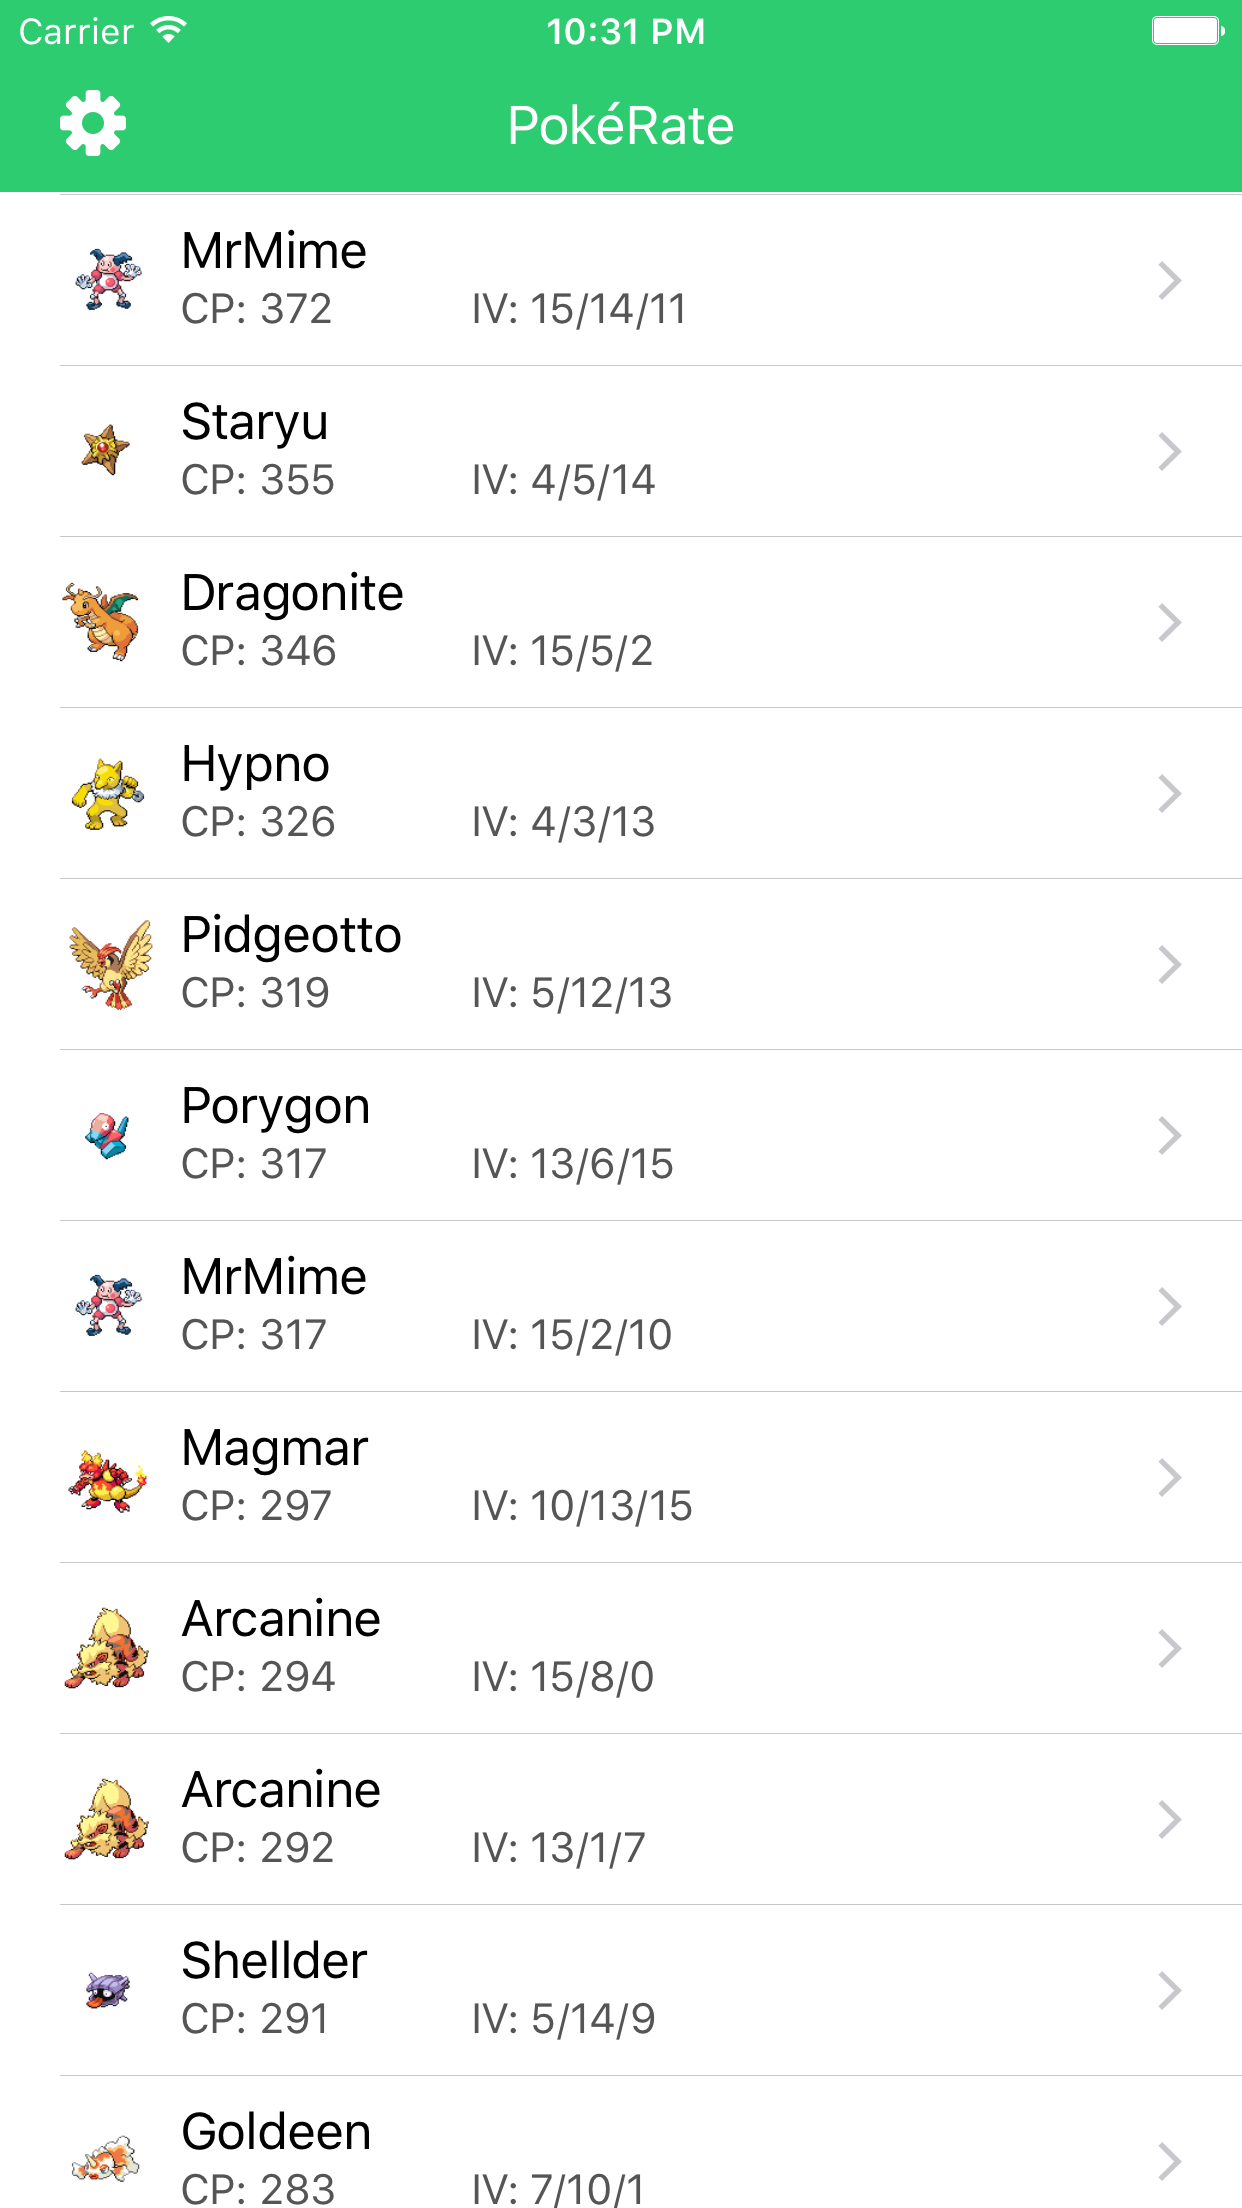 Carrier 10:31 PM
PokéRate
MrMime
CP: 372 IV: 15/14/11
Staryu
CP: 355 IV: 4/5/14
Dragonite
CP: 346 IV: 15/5/2
Hypno
CP: 326 IV: 4/3/13
Pidgeotto
CP: 319 IV: 5/12/13
Porygon
CP: 317 IV: 13/6/15
MrMime
CP: 317 IV: 15/2/10
Magmar
CP: 297 IV: 10/13/15
Arcanine
CP: 294 IV: 15/8/0
Arcanine
CP: 292 IV: 13/1/7
Shellder
CP: 291 IV: 5/14/9
Goldeen
CP: 283 IV: 7/10/1